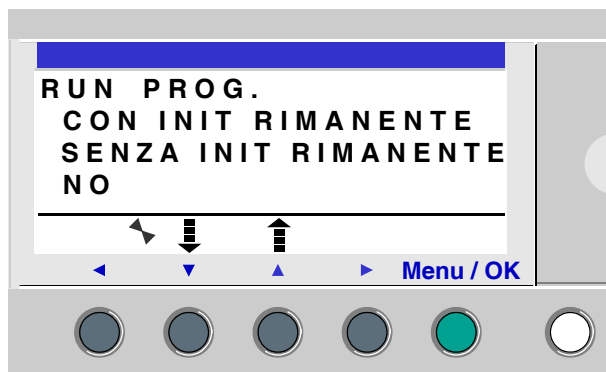 RUN PROG.
CON INIT RIMANENTE
SENZA INIT RIMANENTE
NO
Menu / OK